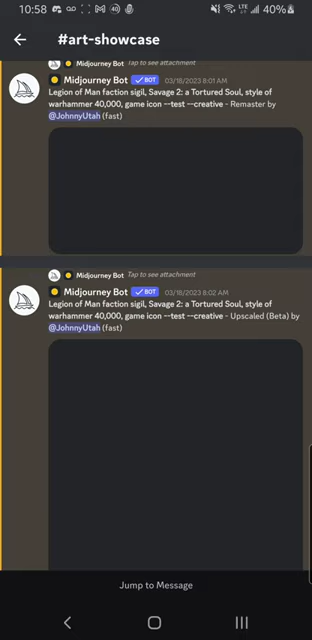 10:58
40
LTE
40%
#art-showcase
Midjourney Bot Tap to see attachment
Midjourney Bot ✓ BOT 03/18/2023 8:01 AM
Legion of Man faction sigil, Savage 2: a Tortured Soul, style of
warhammer 40,000, game icon --test --creative - Remaster by
@JohnnyUtah (fast)
Midjourney Bot Tap to see attachment
Midjourney Bot ✓ BOT 03/18/2023 8:02 AM
Legion of Man faction sigil, Savage 2: a Tortured Soul, style of
warhammer 40,000, game icon --test --creative - Upscaled (Beta) by
@JohnnyUtah (fast)
Jump to Message